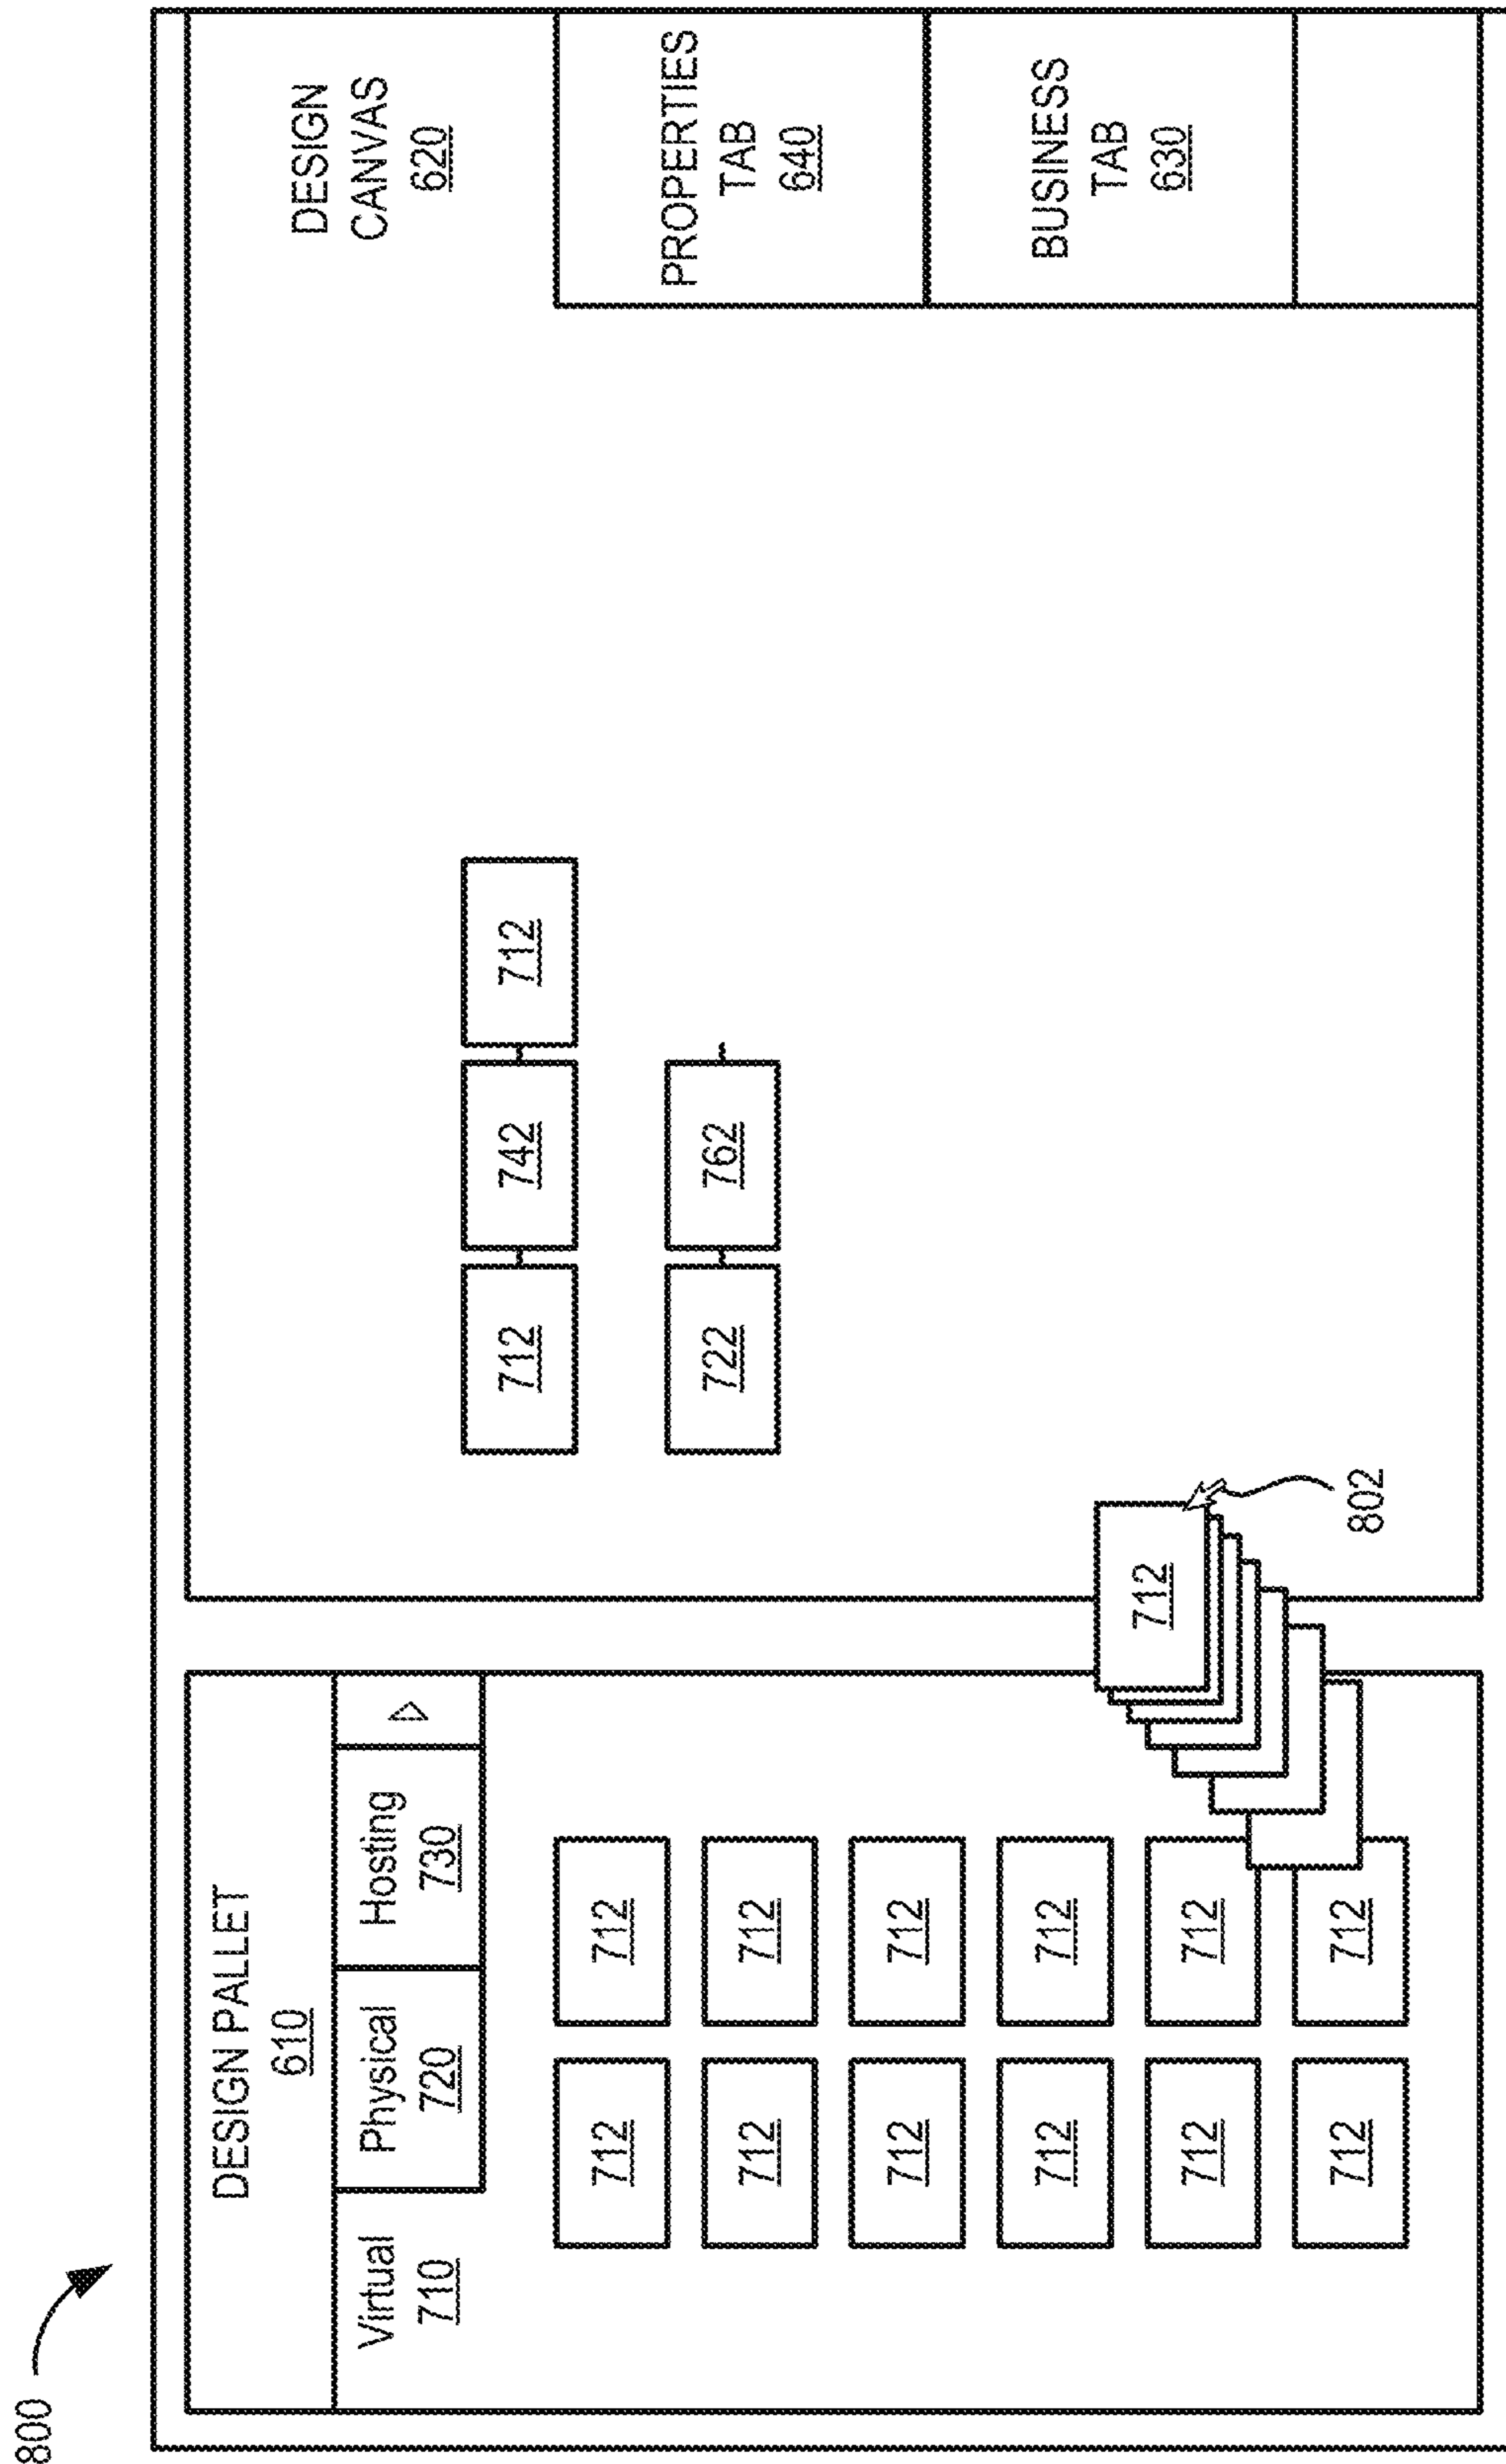 800
DESIGN PALLET
610
Virtual
710
Physical
720
Hosting
730
712
712
712
712
712
712
712
712
712
712
712
712
712
802
DESIGN
CANVAS
620
712
742
712
722
762
PROPERTIES
TAB
640
BUSINESS
TAB
630